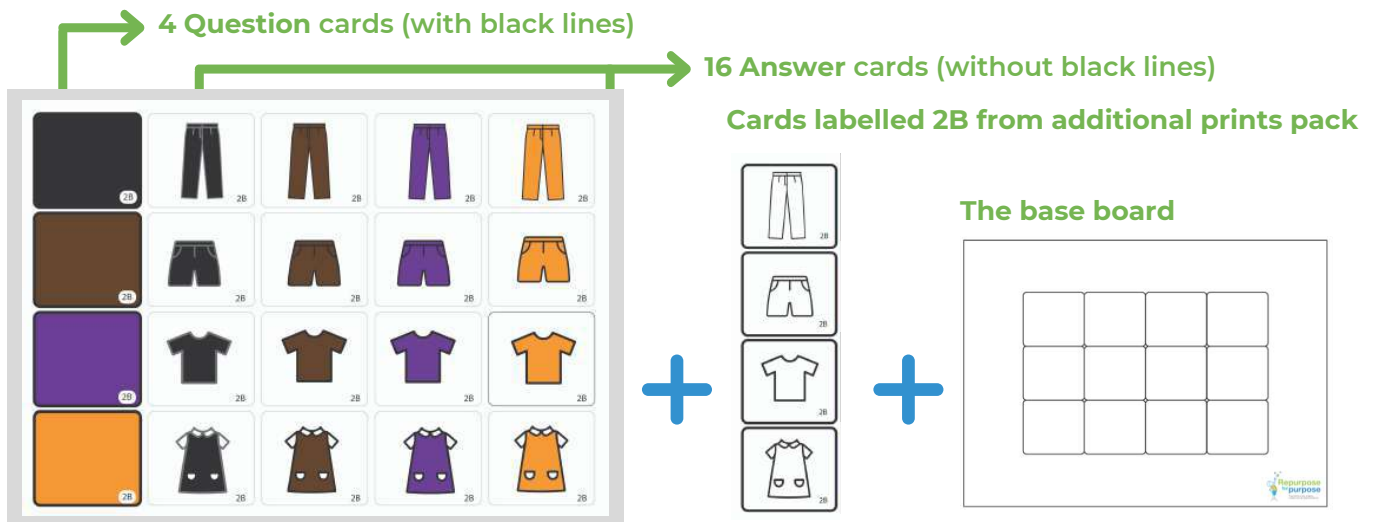 4 Question cards (with black lines)
16 Answer cards (without black lines)
Cards labelled 2B from additional prints pack
The base board
2B 2B 2B 2B 2B
2B 2B 2B 2B 2B
2B 2B 2B 2B 2B
2B 2B 2B 2B 2B
2B
2B
2B
2B
Repurpose
for purpose